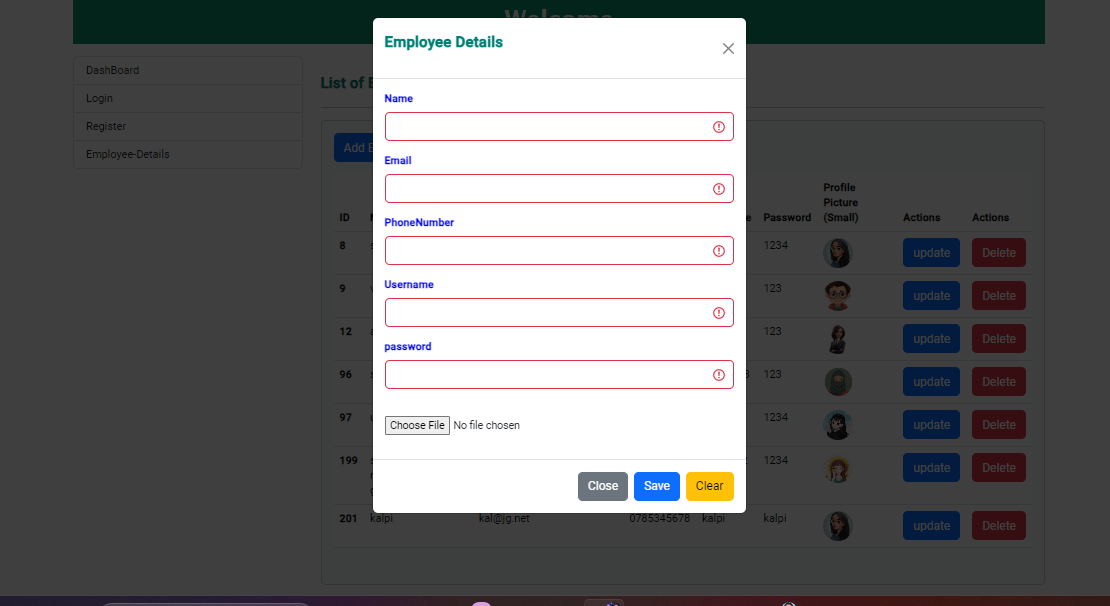 Welcome
Employee Details
DashBoard
Login
Register
Employee-Details
List of
Name
Email
PhoneNumber
Username
password
Choose File No file chosen
Close Save Clear
Add
Profile
Picture
ID Password (Small) Actions Actions
8 1234 update Delete
9 123 update Delete
12 123 update Delete
96 123 update Delete
97 1234 update Delete
199 1234 update Delete
201 kalpi kal@jg.net 0785345678 kalpi kalpi update Delete